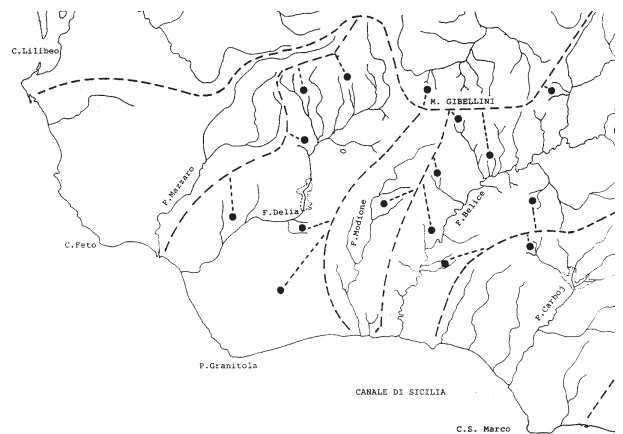 C.Lilibeo
M. GIBELLINI
F.Mazzaro
F.Delia
F.Modione
F.Belice
C.Feto
F.Carboj
P.Granitola
CANALE DI SICILIA
C.S. Marco